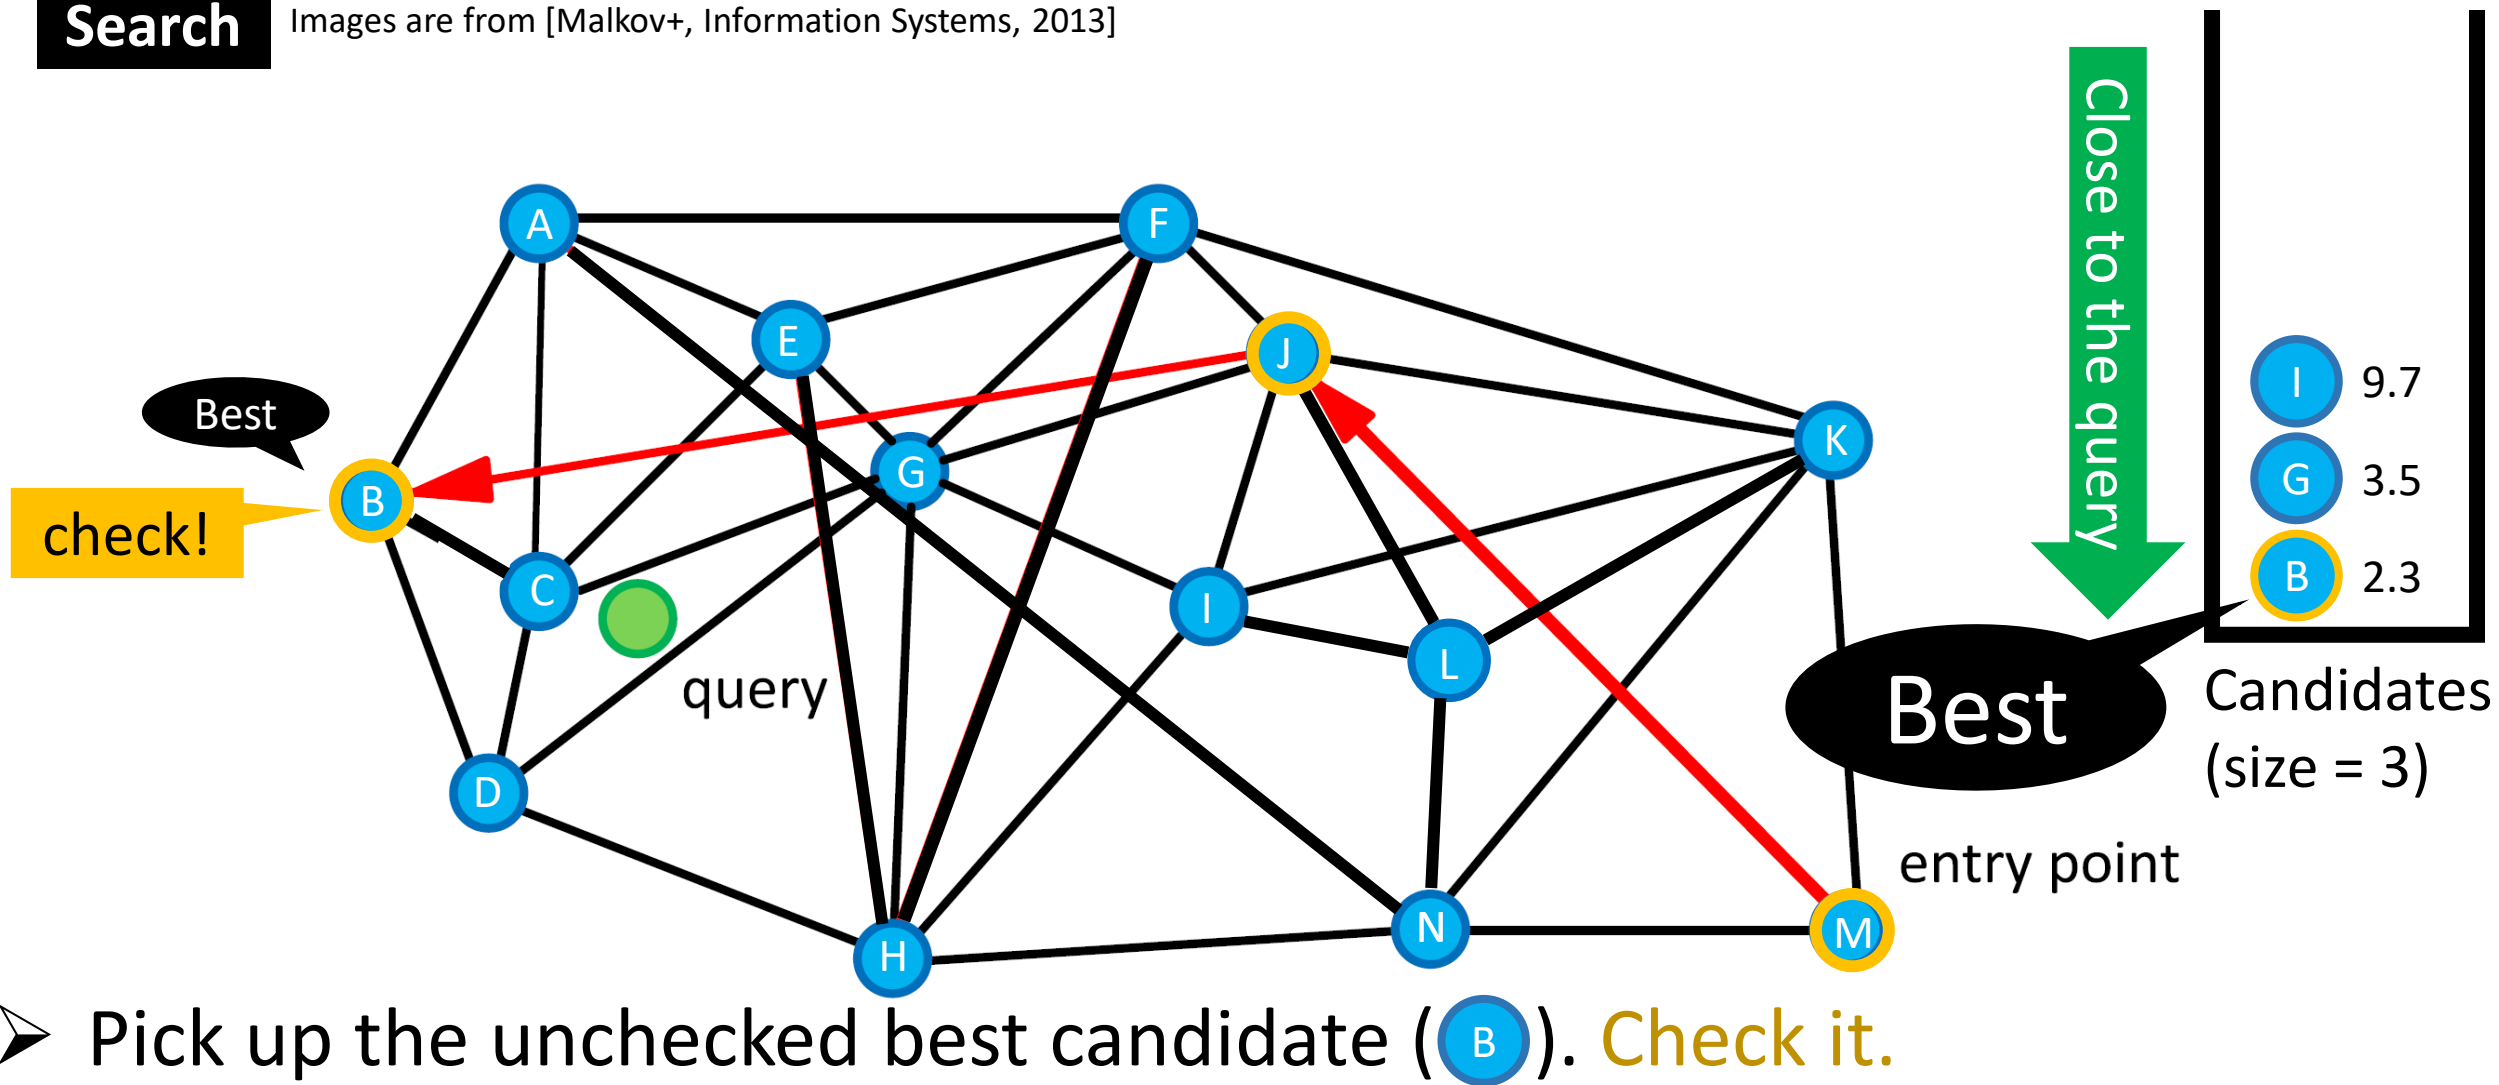 Search
Images are from [Malkov+, Information Systems, 2013]
Close to the query
A
F
E
J
I 9.7
Best
K
G
G 3.5
B
check!
B 2.3
C
I
L
query
Best
Candidates
(size = 3)
D
entry point
H
N
M
Pick up the unchecked best candidate (B). Check it.